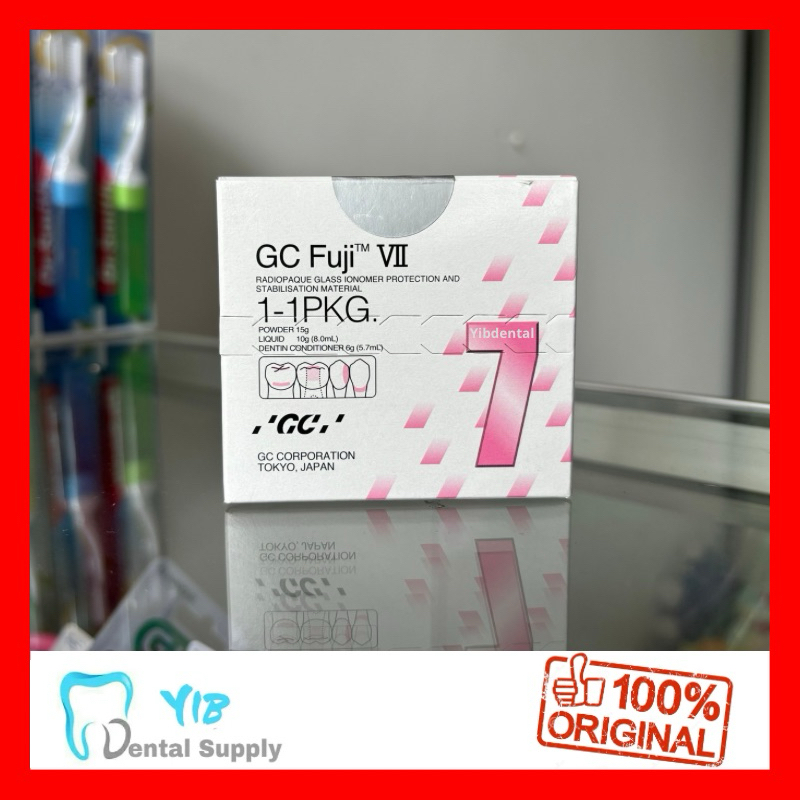 GC Fuji™ VII
RADIOPAQUE GLASS IONOMER PROTECTION AND
STABILISATION MATERIAL
1-1PKG.
POWDER 15g
LIQUID 10g (8.0mL)
DENTIN CONDITIONER 6g (5.7mL)
Yibdental
7
GC
GC CORPORATION
TOKYO, JAPAN
YIB
Dental Supply
100%
ORIGINAL